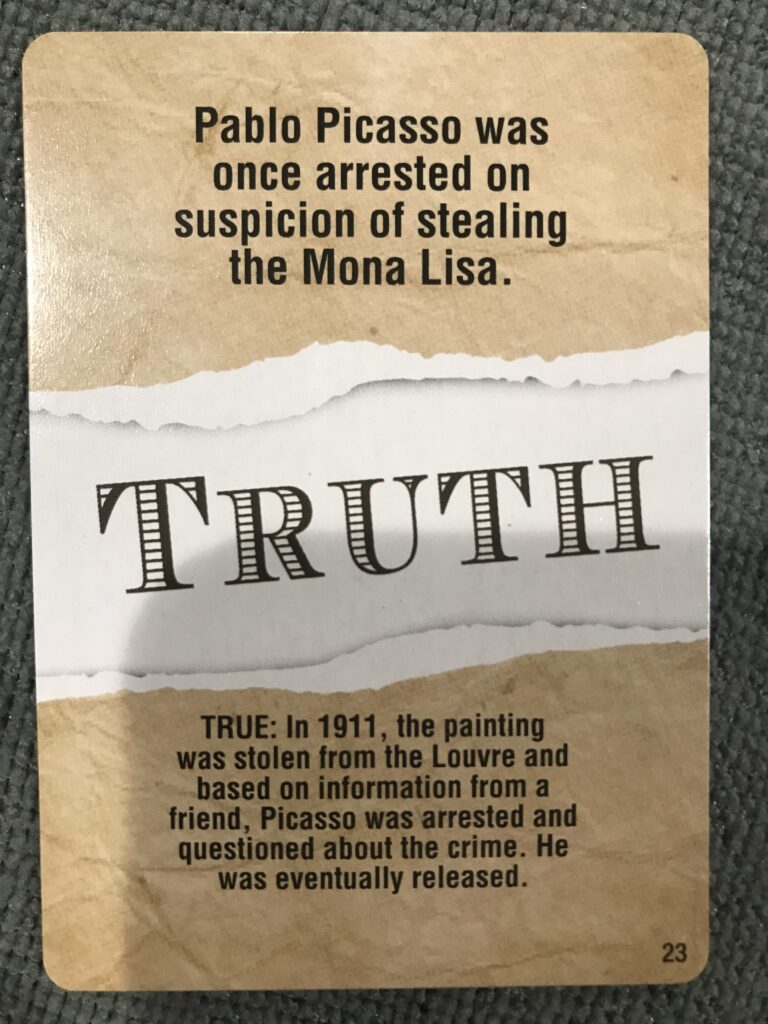 Pablo Picasso was
once arrested on
suspicion of stealing
the Mona Lisa.
TRUTH
TRUE: In 1911, the painting
was stolen from the Louvre and
based on information from a
friend, Picasso was arrested and
questioned about the crime. He
was eventually released.
23